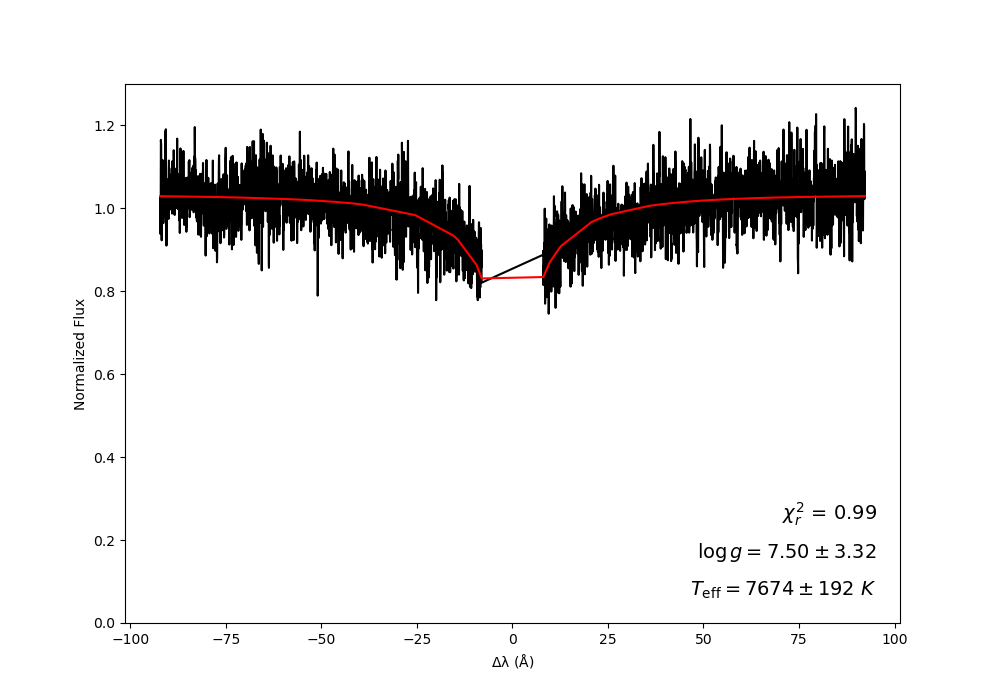 1.2
1.0
0.8
0.6
0.4
0.2
0.0
Normalized Flux
χ²ᵣ = 0.99
log g = 7.50 ± 3.32
T_eff = 7674 ± 192 K
−100 −75 −50 −25 0 25 50 75 100
Δλ (Å)